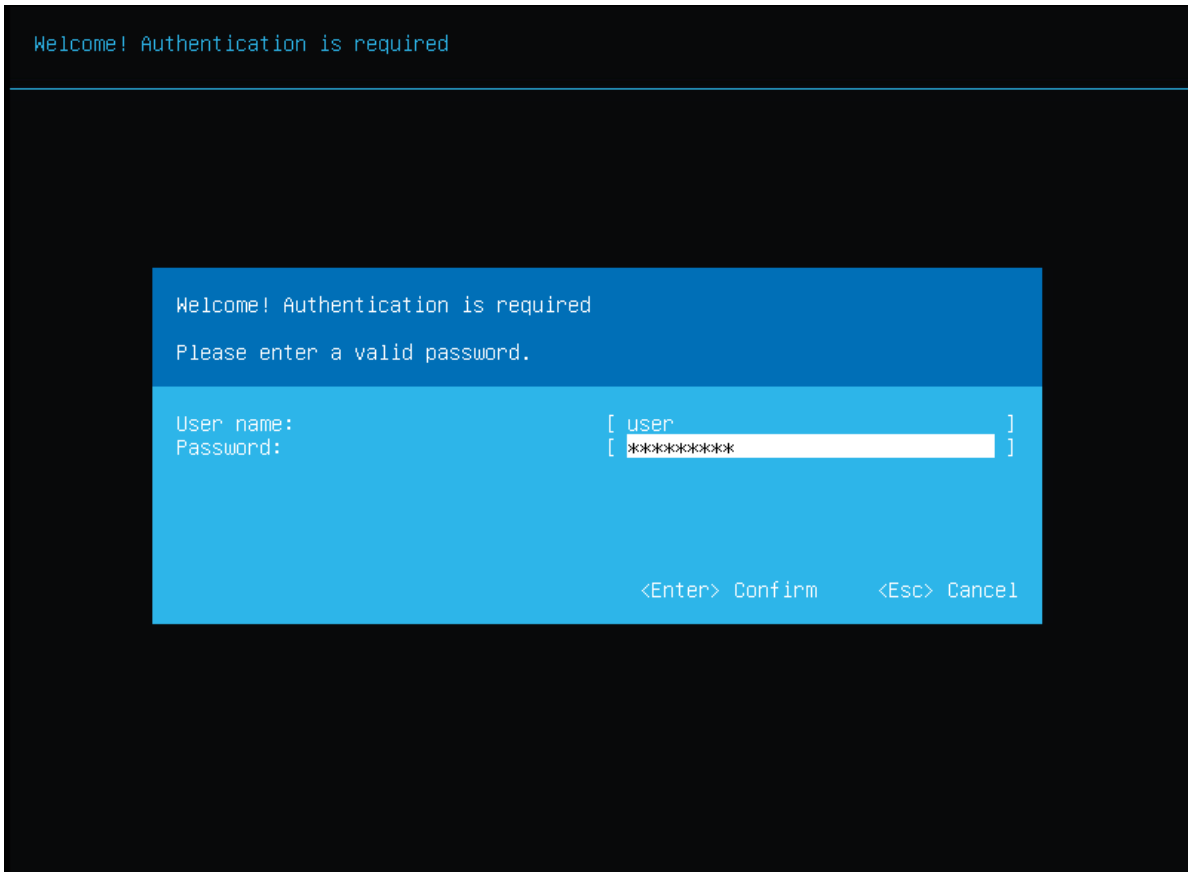 Welcome! Authentication is required
Welcome! Authentication is required
Please enter a valid password.
User name: [ user ]
Password: [ ********* ]
<Enter> Confirm <Esc> Cancel